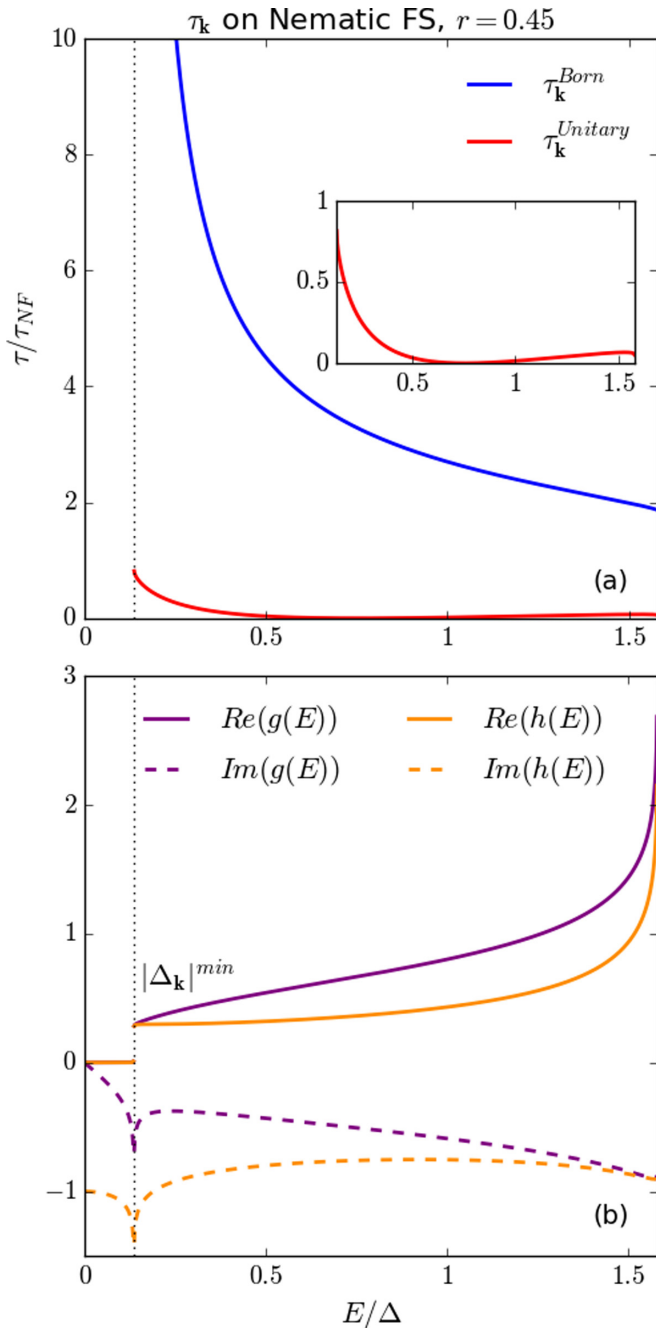 τ_k on Nematic FS, r = 0.45
10
8
6
4
2
0
τ/τ_NF
τ_k^Born
τ_k^Unitary
1
0.5
0
0.5
1
1.5
(a)
0
0.5
1
1.5
3
2
1
0
−1
Re(g(E))
Re(h(E))
Im(g(E))
Im(h(E))
|Δ_k|^min
(b)
0
0.5
1
1.5
E/Δ